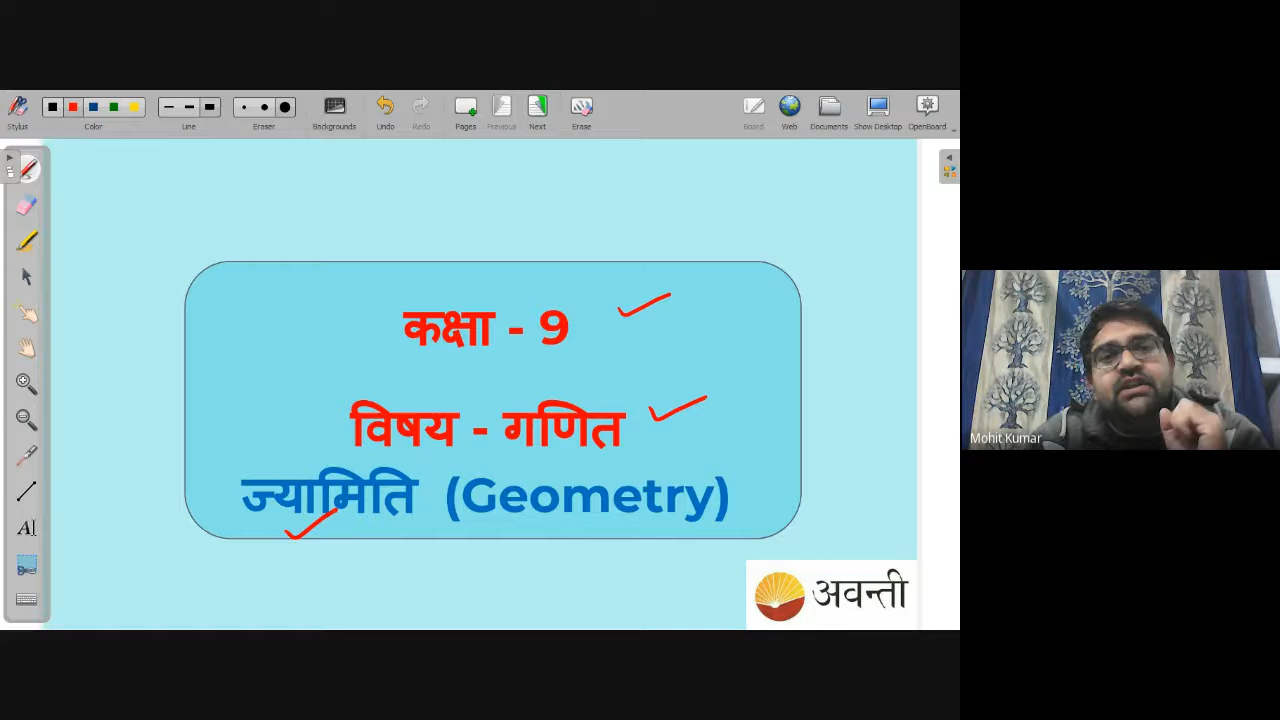 Stylus
Color
Line
Eraser
Backgrounds
Undo
Redo
Pages
Previous
Next
Erase
Board
Web
Documents
Show Desktop
OpenBoard
कक्षा - 9
विषय - गणित
ज्यामिति (Geometry)
अवन्ती
Mohit Kumar